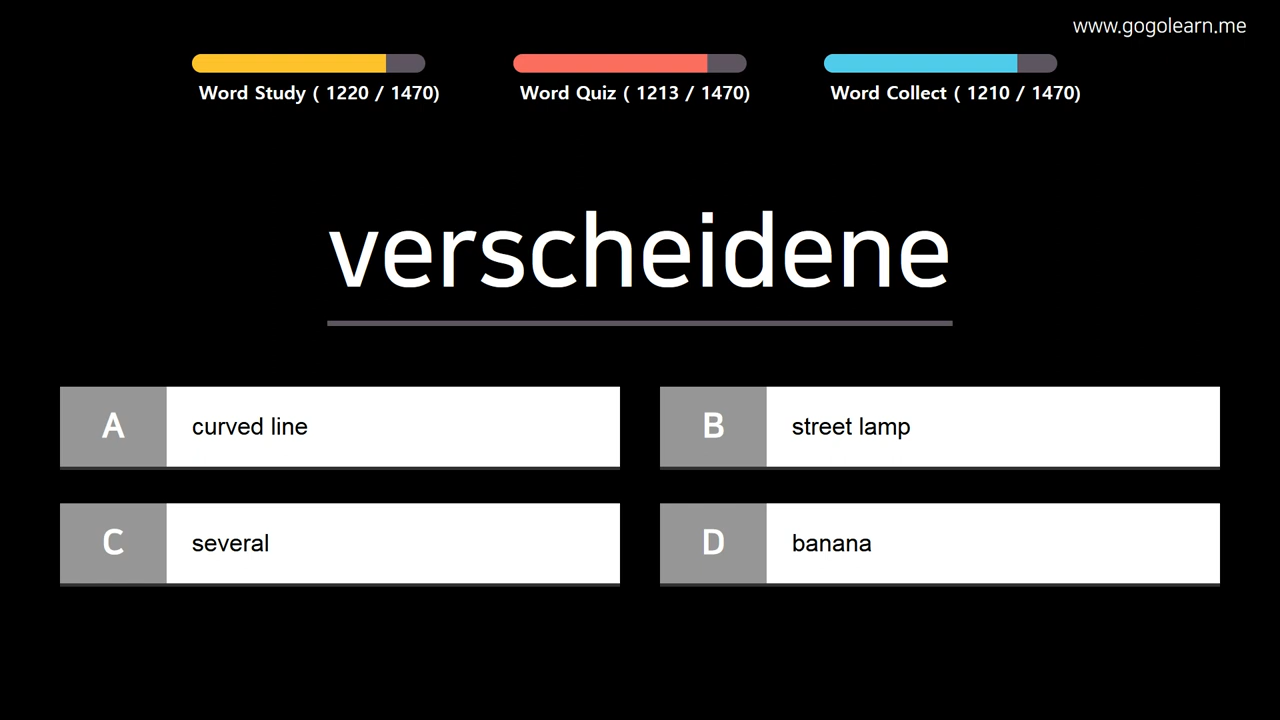 www.gogolearn.me
Word Study ( 1220 / 1470)
Word Quiz ( 1213 / 1470)
Word Collect ( 1210 / 1470)
verscheidene
A curved line
B street lamp
C several
D banana